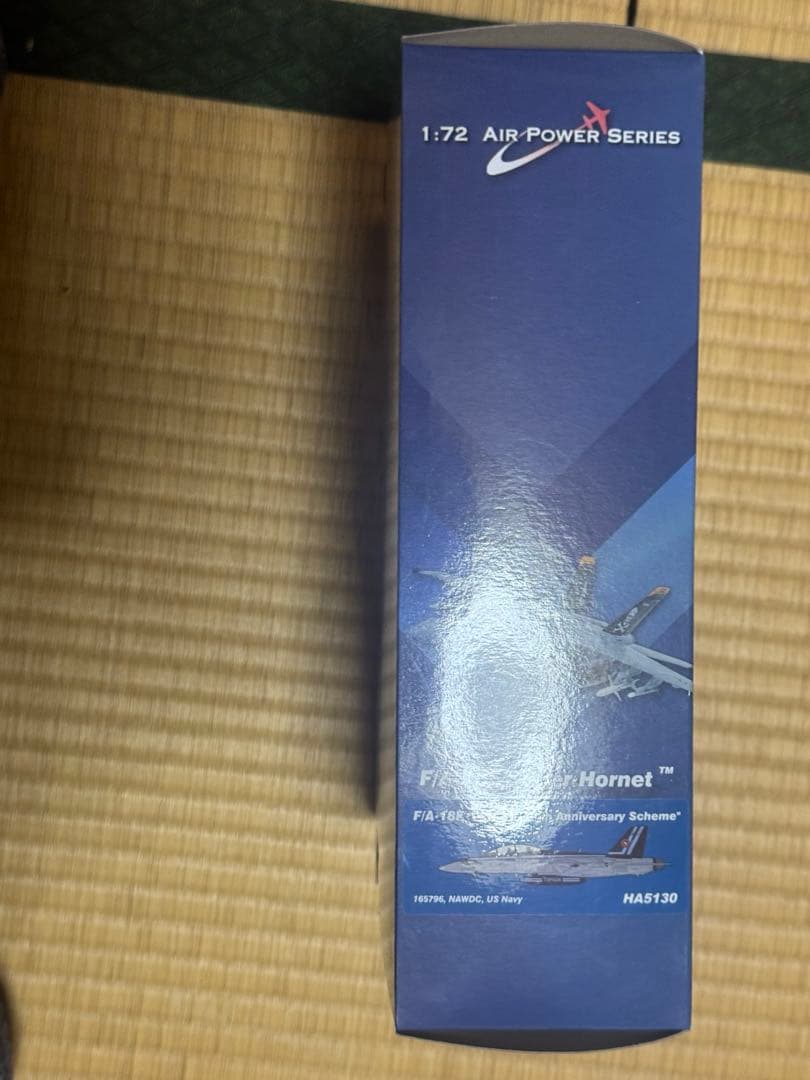 1:72 AIR POWER SERIES
F/A Hornet ™
F/A-18F Anniversary Scheme"
165796, NAWDC, US Navy
HA5130